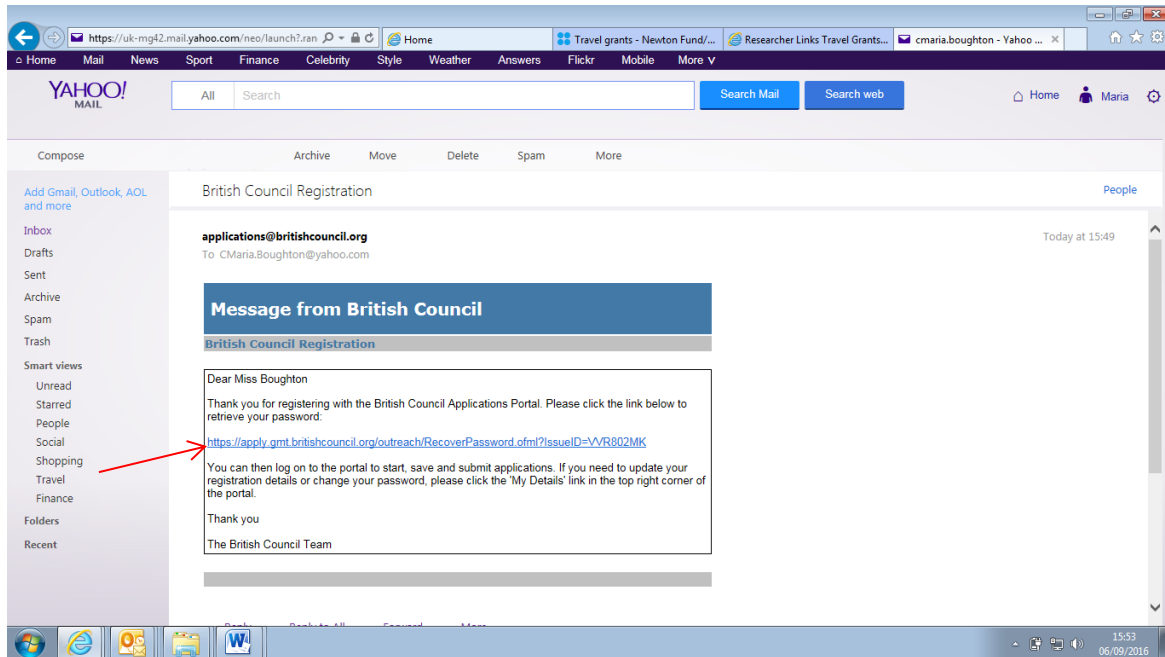 https://uk-mg42.mail.yahoo.com/neo/launch?.ran
Home
Travel grants - Newton Fund/...
Researcher Links Travel Grants...
cmaria.boughton - Yahoo ...
Home Mail News Sport Finance Celebrity Style Weather Answers Flickr Mobile More
YAHOO!
MAIL
All Search
Search Mail
Search web
Home
Maria
Compose
Archive Move Delete Spam More
Add Gmail, Outlook, AOL
and more
British Council Registration
People
Inbox
Drafts
Sent
Archive
Spam
Trash
Smart views
Unread
Starred
People
Social
Shopping
Travel
Finance
Folders
Recent
applications@britishcouncil.org
Today at 15:49
To CMaria.Boughton@yahoo.com
Message from British Council
British Council Registration
Dear Miss Boughton
Thank you for registering with the British Council Applications Portal. Please click the link below to
retrieve your password:
https://apply.gmt.britishcouncil.org/outreach/RecoverPassword.ofml?IssueID=VVR802MK
You can then log on to the portal to start, save and submit applications. If you need to update your
registration details or change your password, please click the 'My Details' link in the top right corner of
the portal.
Thank you
The British Council Team
15:53
06/09/2016